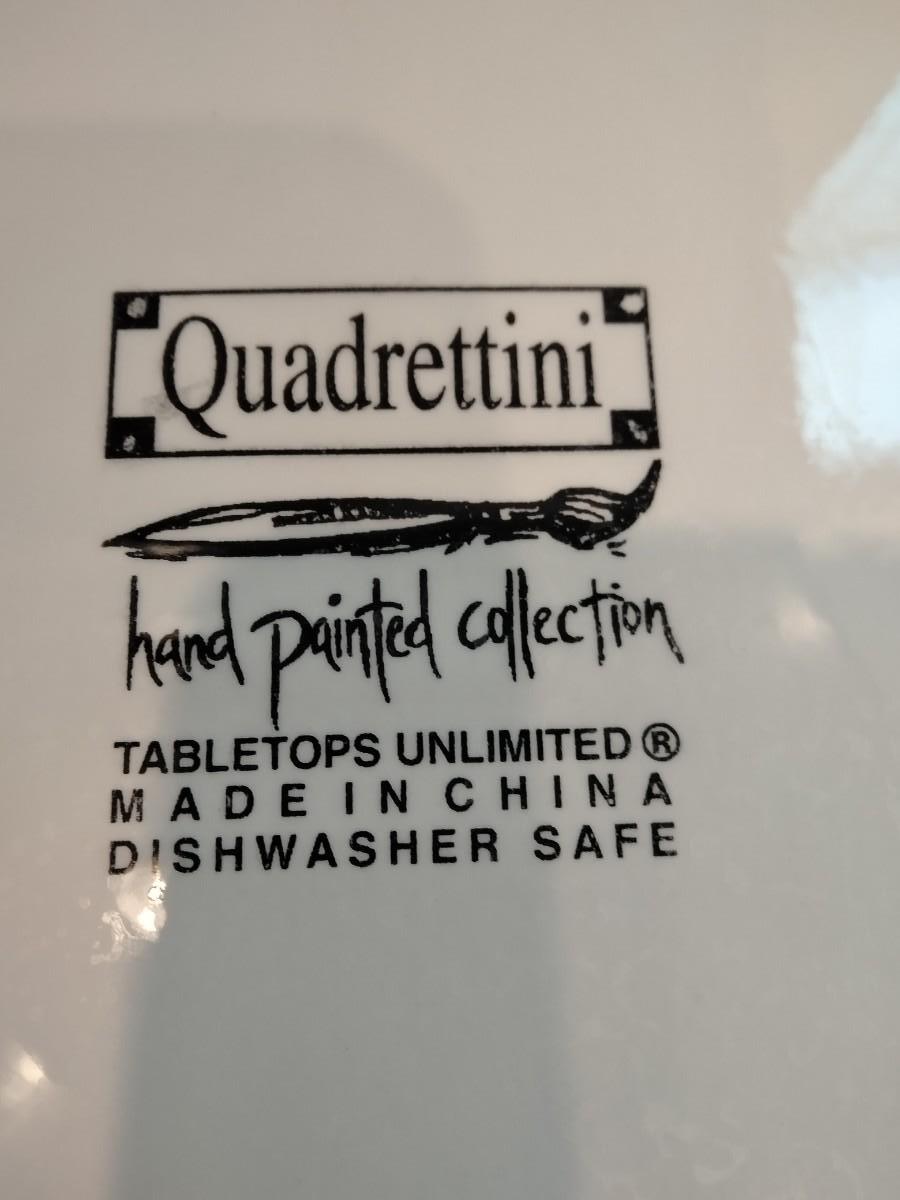 Quadrettini
hand painted collection
TABLETOPS UNLIMITED®
MADE IN CHINA
DISHWASHER SAFE